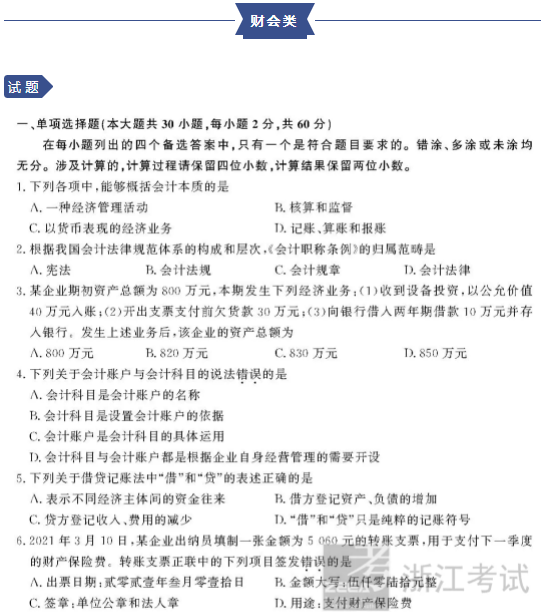 财会类
试题
一、单项选择题(本大题共 30 小题,每小题 2 分,共 60 分)
在每小题列出的四个备选答案中,只有一个是符合题目要求的。错涂、多涂或未涂均
无分。涉及计算的,计算过程请保留四位小数,计算结果保留两位小数。
1. 下列各项中,能够概括会计本质的是
A. 一种经济管理活动 B. 核算和监督
C. 以货币表现的经济业务 D. 记账、算账和报账
2. 根据我国会计法律规范体系的构成和层次,《会计职称条例》的归属范畴是
A. 宪法 B. 会计法规 C. 会计规章 D. 会计法律
3. 某企业期初资产总额为 800 万元,本期发生下列经济业务:(1)收到设备投资,以公允价值
40 万元入账;(2)开出支票支付前欠货款 30 万元;(3)向银行借入两年期借款 10 万元并存
入银行。发生上述业务后,该企业的资产总额为
A. 800 万元 B. 820 万元 C. 830 万元 D. 850 万元
4. 下列关于会计账户与会计科目的说法错误的是
A. 会计科目是会计账户的名称
B. 会计科目是设置会计账户的依据
C. 会计账户是会计科目的具体运用
D. 会计科目与会计账户都是根据企业自身经营管理的需要开设
5. 下列关于借贷记账法中“借”和“贷”的表述正确的是
A. 表示不同经济主体间的资金往来 B. 借方登记资产、负债的增加
C. 贷方登记收入、费用的减少 D. “借”和“贷”只是纯粹的记账符号
6. 2021 年 3 月 10 日,某企业出纳员填制一张金额为 5 060 元的转账支票,用于支付下一季度
的财产保险费。转账支票正联中的下列项目签发错误的是
A. 出票日期:贰零贰壹年叁月零壹拾日 B. 金额大写:伍仟零陆拾元整
C. 签章:单位公章和法人章 D. 用途:支付财产保险费
浙江考试